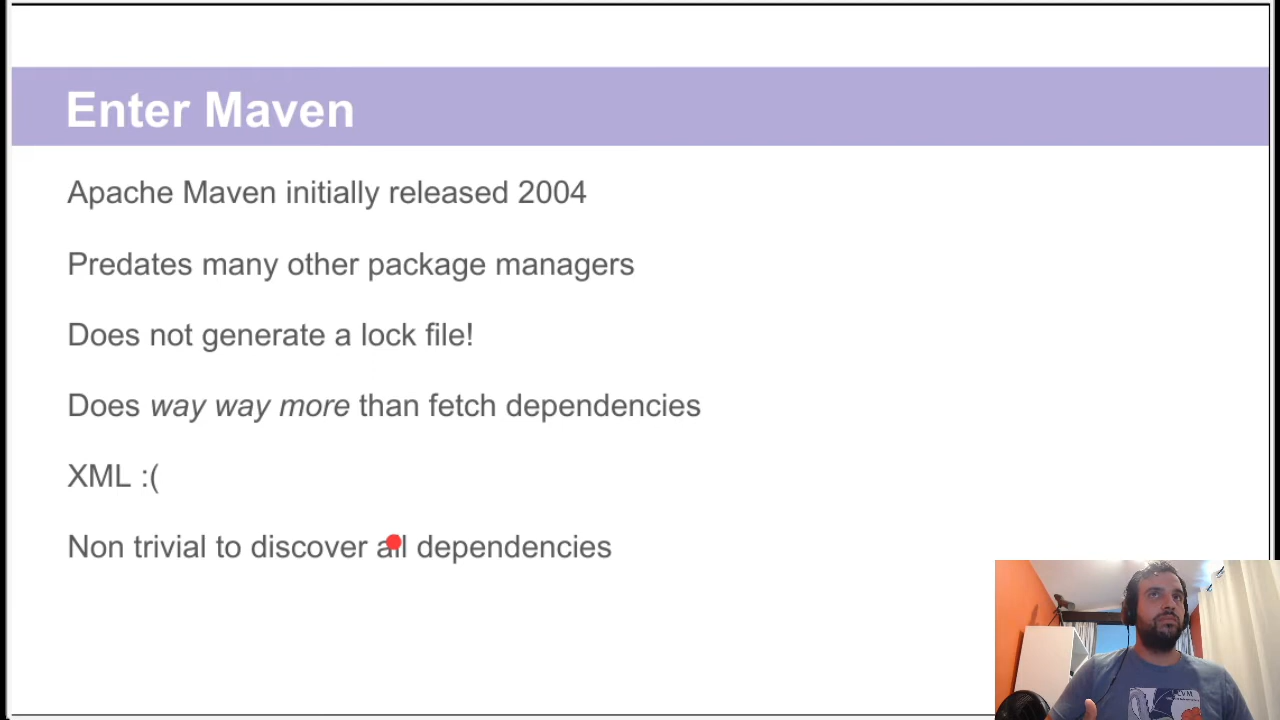 Enter Maven
Apache Maven initially released 2004
Predates many other package managers
Does not generate a lock file!
Does way way more than fetch dependencies
XML :(
Non trivial to discover all dependencies